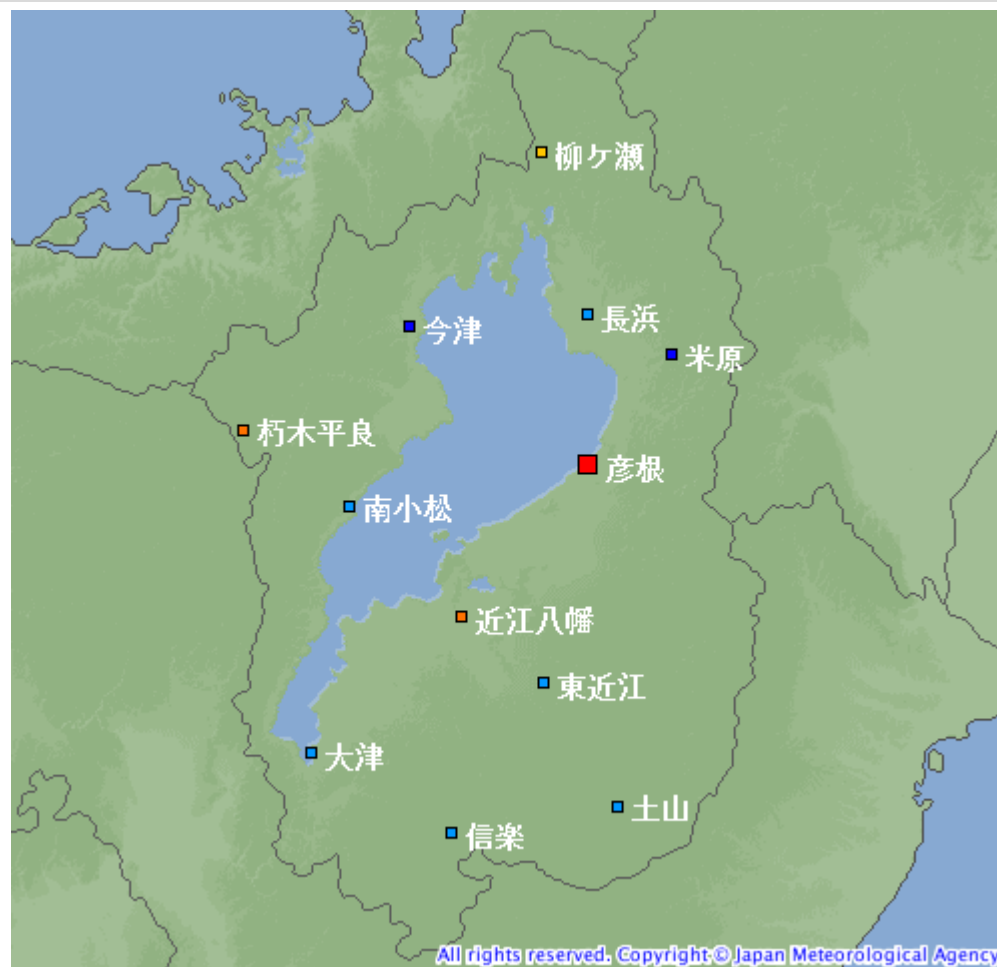 柳ケ瀬
長浜
今津
米原
朽木平良
彦根
南小松
近江八幡
東近江
大津
土山
信楽
All rights reserved. Copyright © Japan Meteorological Agency